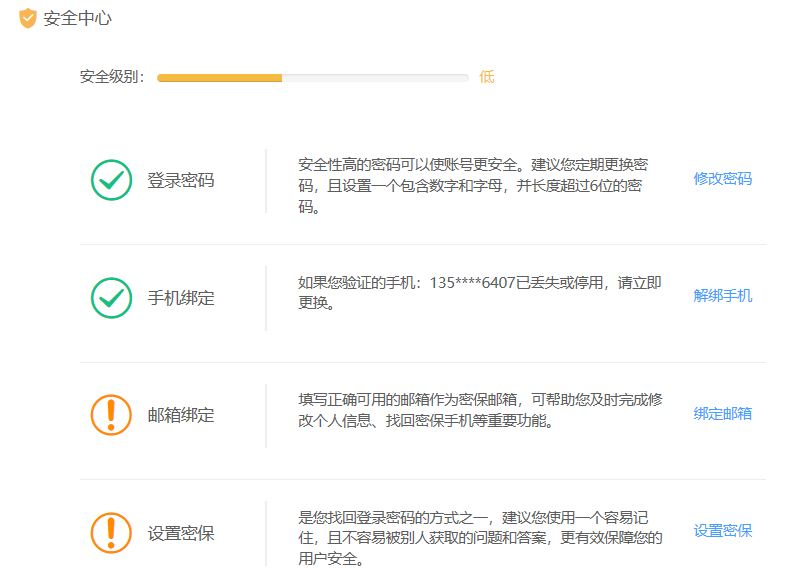 安全中心
安全级别： 低
登录密码
安全性高的密码可以使账号更安全。建议您定期更换密
码，且设置一个包含数字和字母，并长度超过6位的密
码。
修改密码
手机绑定
如果您验证的手机：135****6407已丢失或停用，请立即
更换。
解绑手机
邮箱绑定
填写正确可用的邮箱作为密保邮箱，可帮助您及时完成修
改个人信息、找回密保手机等重要功能。
绑定邮箱
设置密保
是您找回登录密码的方式之一，建议您使用一个容易记
住，且不容易被别人获取的问题和答案，更有效保障您的
用户安全。
设置密保